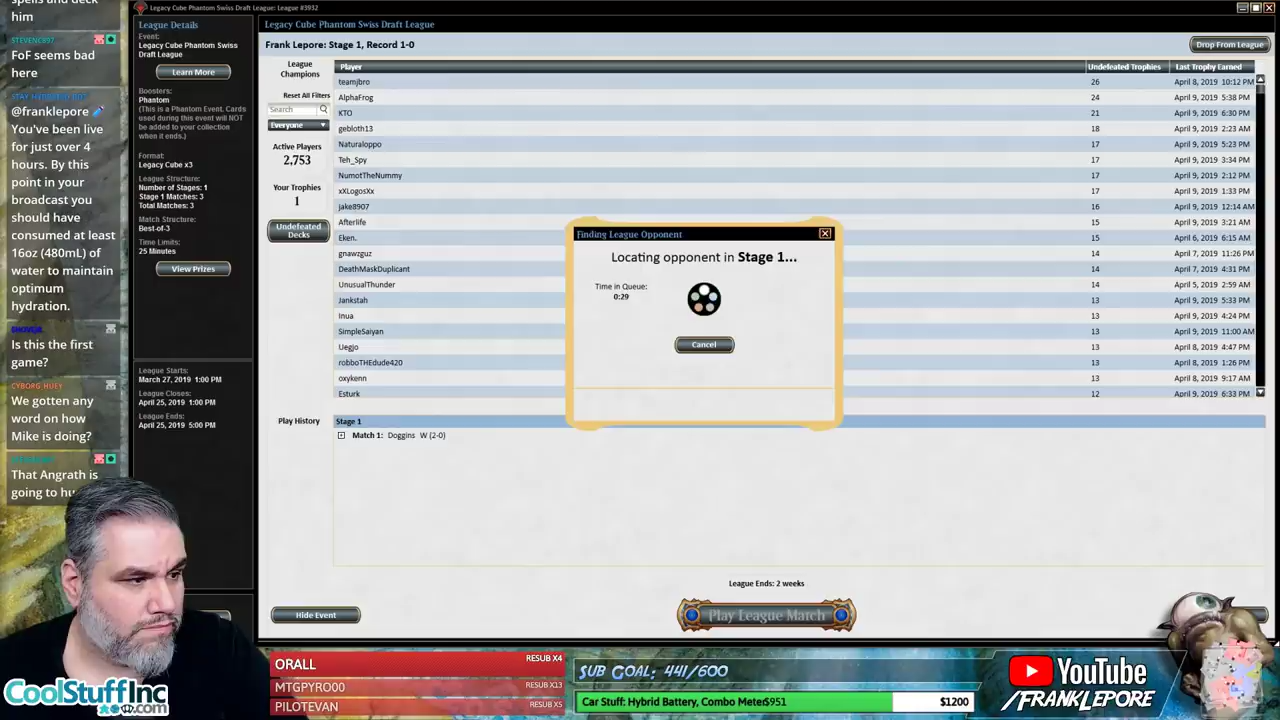 spells and deck
him
STEVENC897
FoF seems bad
here
@franklepore
you've been live
for just over 4
hours. By this
point in your
broadcast you
should have
consumed at least
16oz (480mL) of
water to maintain
optimum
hydration.
Is this the first
game?
CYBORG_HUEY
We gotten any
word on how
Mike is doing?
That Angrath is
going to
Legacy Cube Phantom Swiss Draft League: League #3932
League Details
Event:
Legacy Cube Phantom Swiss
Draft League
Learn More
Boosters:
Phantom
(This is a Phantom Event. Cards
used during this event will NOT
be added to your collection
when it ends.)
Format:
Legacy Cube x3
League Structure:
Number of Stages: 1
Stage 1 Matches: 3
Total Matches: 3
Match Structure:
Best-of-3
Time Limits:
25 Minutes
View Prizes
League Starts:
March 27, 2019 1:00 PM
League Closes:
April 25, 2019 1:00 PM
League Ends:
April 25, 2019 5:00 PM
Legacy Cube Phantom Swiss Draft League
Frank Lepore: Stage 1, Record 1-0
Drop From League
League
Champions
Reset All Filters
Search
Everyone
Active Players
2,753
Your Trophies
1
Undefeated
Decks
Player Undefeated Trophies Last Trophy Earned
teamjbro 26 April 8, 2019 10:12 PM
AlphaFrog 24 April 9, 2019 5:38 PM
KTO 21 April 9, 2019 6:30 PM
gebloth13 18 April 9, 2019 2:23 AM
Naturaloppo 17 April 9, 2019 5:23 PM
Teh_Spy 17 April 9, 2019 3:34 PM
NumotTheNummy 17 April 9, 2019 2:12 PM
xXLogosXx 17 April 9, 2019 1:33 PM
jake8907 16 April 9, 2019 12:14 AM
Afterlife 15 April 9, 2019 3:21 AM
Eken. 15 April 9, 2019 6:15 AM
gnawzguz 14 April 7, 2019 11:26 PM
DeathMaskDuplicant 14 April 7, 2019 4:31 PM
UnusualThunder 14 April 5, 2019 2:59 AM
Jankstah 13 April 9, 2019 5:33 PM
Inua 13 April 9, 2019 4:24 PM
SimpleSaiyan 13 April 9, 2019 11:00 AM
Uegjo 13 April 8, 2019 4:47 PM
robboTHEdude420 13 April 8, 2019 1:26 PM
oxykenn 13 April 8, 2019 9:17 AM
Esturk 12 April 9, 2019 6:33 PM
Finding League Opponent
Locating opponent in Stage 1...
Time in Queue:
0:29
Cancel
Play History
Stage 1
Match 1: Doggins W (2-0)
League Ends: 2 weeks
Hide Event
Play League Match
ORALL RESUB X4
MTGPYRO00 RESUB X13
PILOTEVAN RESUB X5
SUB GOAL: 441/600
Car Stuff: Hybrid Battery, Combo Meter $951 $1200
YouTube
/FRANKLEPORE
CoolStuffInc
.com